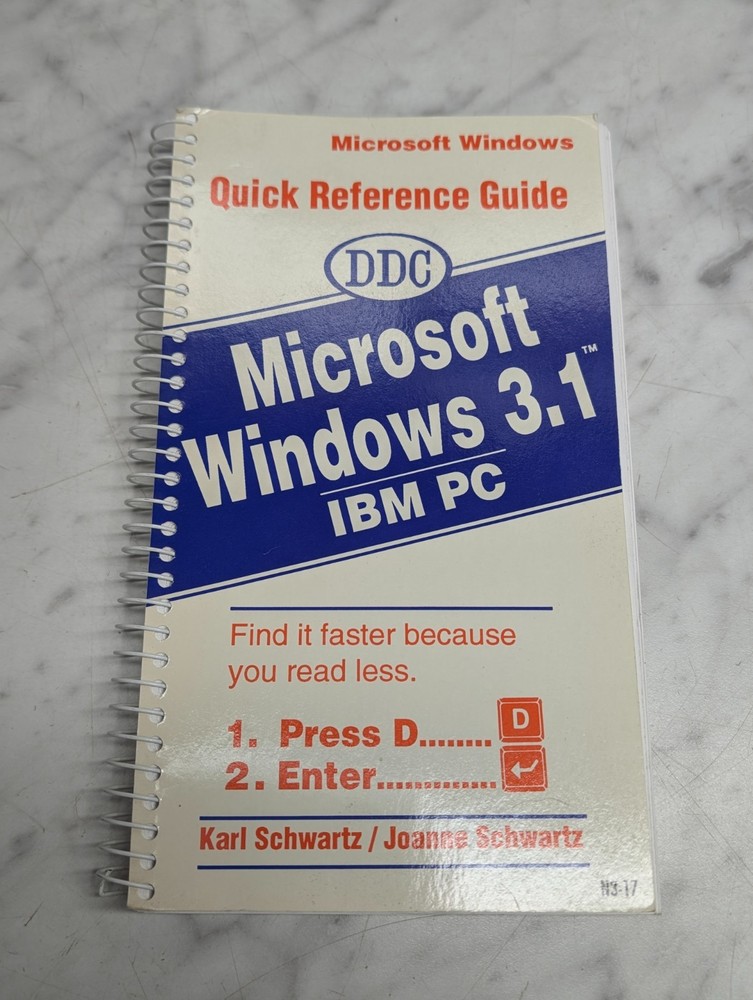 Microsoft Windows
Quick Reference Guide
DDC
Microsoft
Windows 3.1™
IBM PC
Find it faster because
you read less.
1. Press D........ D
2. Enter.............. ↵
Karl Schwartz / Joanne Schwartz
N3-17